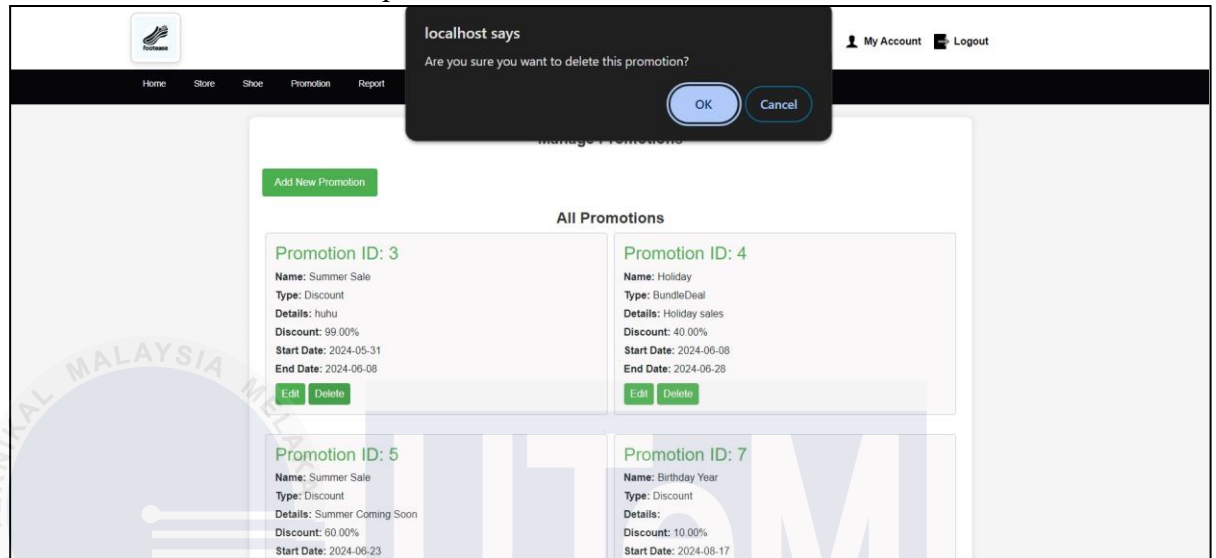 footease
localhost says
Are you sure you want to delete this promotion?
OK Cancel
My Account Logout
Home Store Shoe Promotion Report
Manage Promotions
Add New Promotion
All Promotions
Promotion ID: 3
Name: Summer Sale
Type: Discount
Details: huhu
Discount: 99.00%
Start Date: 2024-05-31
End Date: 2024-06-08
Edit Delete
Promotion ID: 4
Name: Holiday
Type: BundleDeal
Details: Holiday sales
Discount: 40.00%
Start Date: 2024-06-08
End Date: 2024-06-28
Edit Delete
Promotion ID: 5
Name: Summer Sale
Type: Discount
Details: Summer Coming Soon
Discount: 60.00%
Start Date: 2024-06-23
Promotion ID: 7
Name: Birthday Year
Type: Discount
Details:
Discount: 10.00%
Start Date: 2024-08-17
MALAYSIA
UTeM